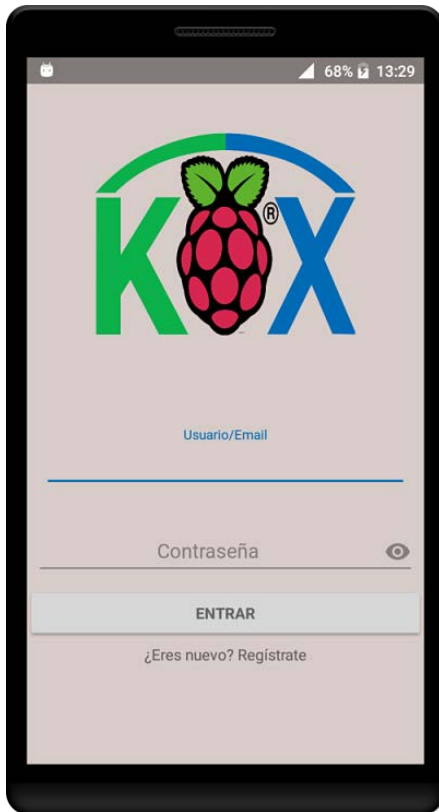 68% 13:29
K X
®
Usuario/Email
Contraseña
ENTRAR
¿Eres nuevo? Regístrate